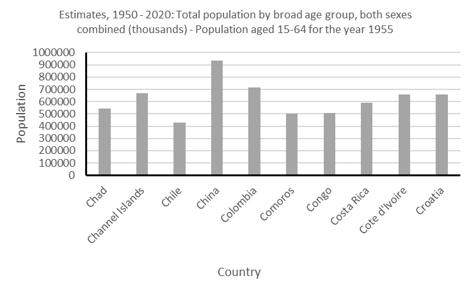 Estimates, 1950 - 2020: Total population by broad age group, both sexes
combined (thousands) - Population aged 15-64 for the year 1955
1000000
900000
800000
700000
600000
500000
400000
300000
200000
100000
0
Population
Chad
Channel Islands
Chile
China
Colombia
Comoros
Congo
Costa Rica
Cote d'Ivoire
Croatia
Country